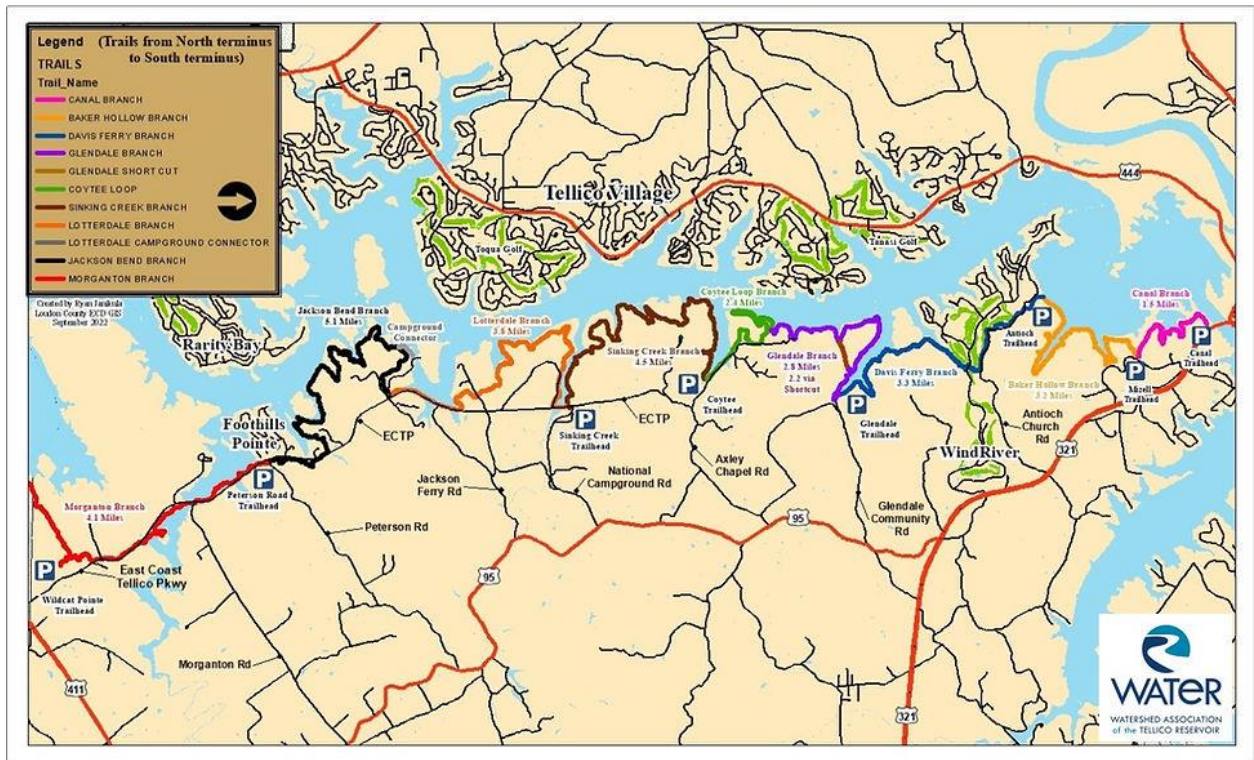 Legend (Trails from North terminus
to South terminus)
TRAILS
Trail_Name
CANAL BRANCH
BAKER HOLLOW BRANCH
DAVIS FERRY BRANCH
GLENDALE BRANCH
GLENDALE SHORT CUT
COYTEE LOOP
SINKING CREEK BRANCH
LOTTERDALE BRANCH
LOTTERDALE CAMPGROUND CONNECTOR
JACKSON BEND BRANCH
MORGANTON BRANCH
Created by Ryan
Loudon County ECD GIS
September 2022
Tellico Village
444
Toqua Golf
Tanasi Golf
Rarity Bay
Jackson Bend Branch
5.1 Miles
Campground
Connector
Lotterdale Branch
3.8 Miles
Sinking Creek Branch
4.5 Miles
Coytee Loop Branch
2.4 Miles
Glendale Branch
2.8 Miles
2.2 via
Shortcut
Davis Ferry Branch
3.3 Miles
P
Antioch
Trailhead
Baker Hollow Branch
5.2 Miles
Canal Branch
1.5 Miles
P
Canal
Trailhead
P
Mizell
Trailhead
P
Coytee
Trailhead
P
Glendale
Trailhead
P
Sinking Creek
Trailhead
ECTP
ECTP
Foothills
Pointe
P
Peterson Road
Trailhead
Morganton Branch
4.1 Miles
P
Wildcat Pointe
Trailhead
East Coast
Tellico Pkwy
Peterson Rd
Jackson
Ferry Rd
National
Campground Rd
Axley
Chapel Rd
Glendale
Community
Rd
WindRiver
Antioch
Church
Rd
321
95
95
Morganton Rd
411
321
WATeR
WATERSHED ASSOCIATION
of the TELLICO RESERVOIR